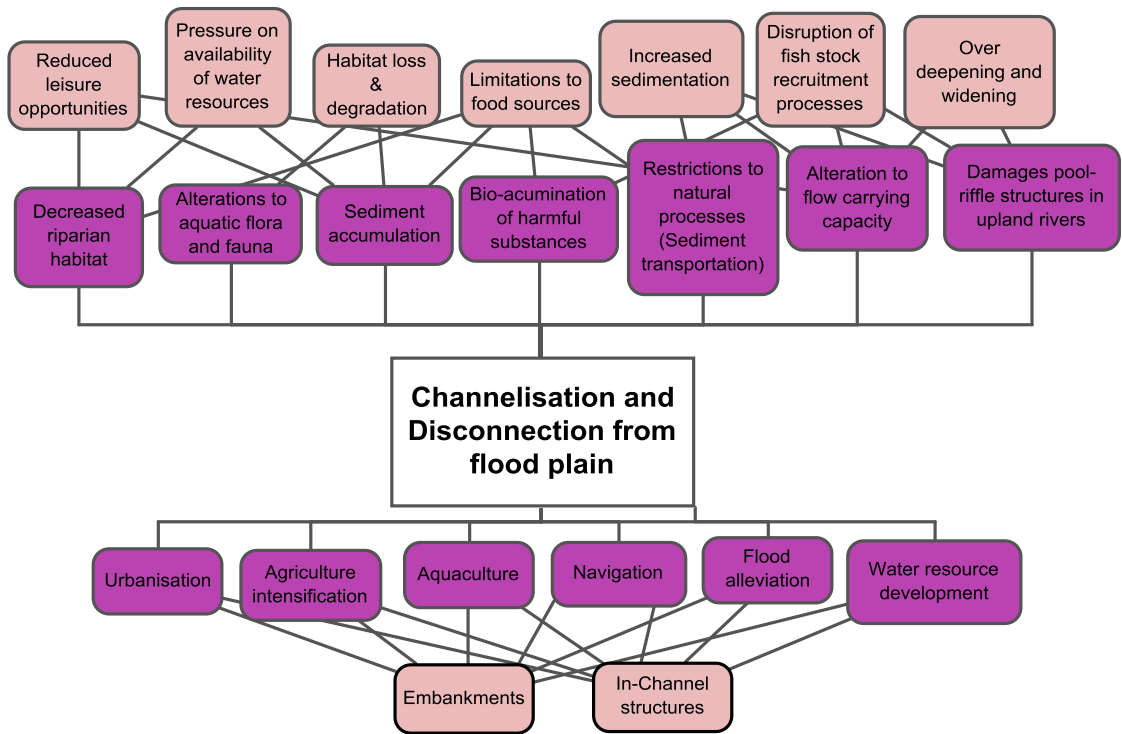 Reduced
leisure
opportunities
Pressure on
availability
of water
resources
Habitat loss
&
degradation
Limitations to
food sources
Increased
sedimentation
Disruption of
fish stock
recruitment
processes
Over
deepening and
widening
Decreased
riparian
habitat
Alterations to
aquatic flora
and fauna
Sediment
accumulation
Bio-acumination
of harmful
substances
Restrictions to
natural
processes
(Sediment
transportation)
Alteration to
flow carrying
capacity
Damages pool-
riffle structures in
upland rivers
Channelisation and
Disconnection from
flood plain
Urbanisation
Agriculture
intensification
Aquaculture
Navigation
Flood
alleviation
Water resource
development
Embankments
In-Channel
structures